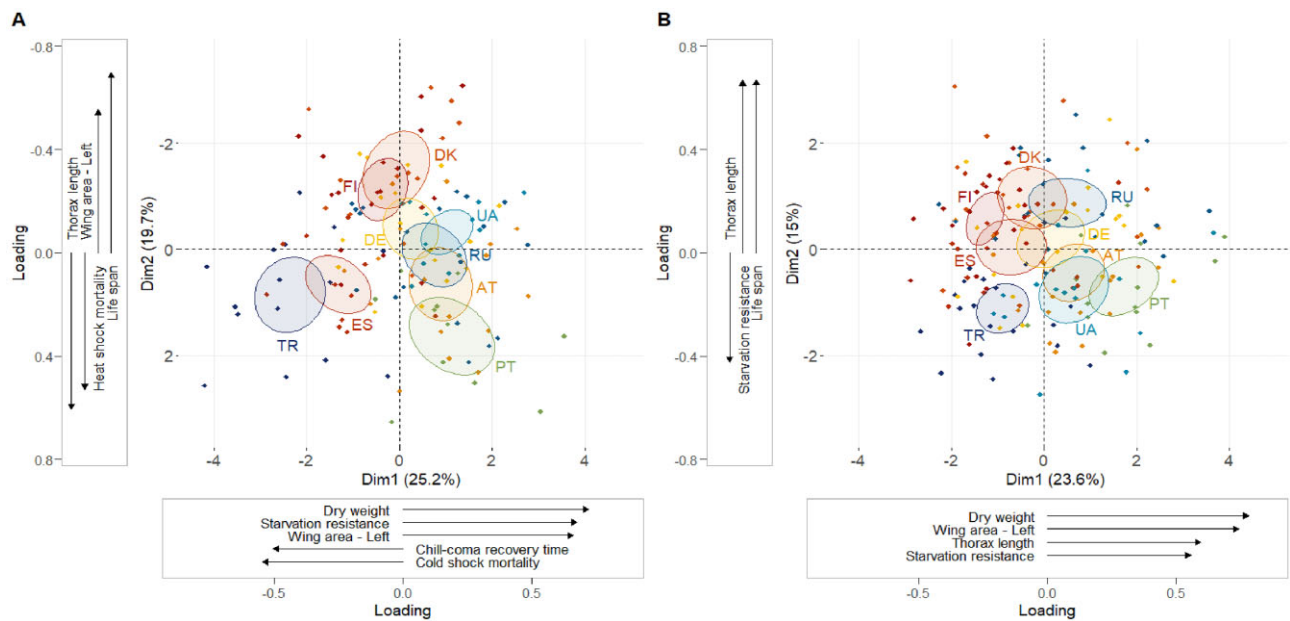 A
-0.8
-0.4
0.0
0.4
0.8
Loading
Thorax length
Wing area - Left
Heat shock mortality
Life span
Dim2 (19.7%)
-2
0
2
DK
FI
UA
DE
RU
AT
ES
TR
PT
-4
-2
0
2
4
Dim1 (25.2%)
Dry weight
Starvation resistance
Wing area - Left
Chill-coma recovery time
Cold shock mortality
-0.5
0.0
0.5
Loading
B
0.8
0.4
0.0
-0.4
-0.8
Loading
Thorax length
Starvation resistance
Life span
Dim2 (15%)
2
0
-2
DK
FI
RU
DE
ES
AT
PT
TR
UA
-4
-2
0
2
4
Dim1 (23.6%)
Dry weight
Wing area - Left
Thorax length
Starvation resistance
-0.5
0.0
0.5
Loading